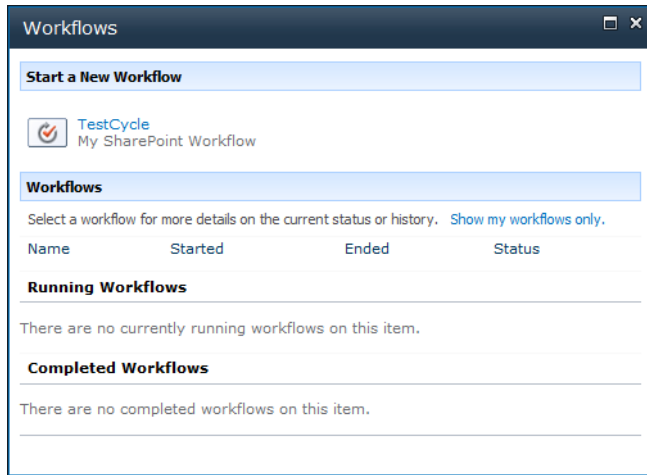 Workflows
Start a New Workflow
TestCycle
My SharePoint Workflow
Workflows
Select a workflow for more details on the current status or history. Show my workflows only.
Name Started Ended Status
Running Workflows
There are no currently running workflows on this item.
Completed Workflows
There are no completed workflows on this item.